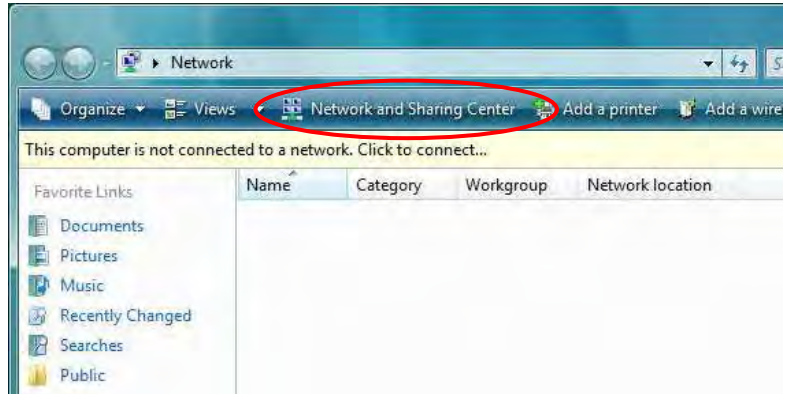 Network
Organize Views Network and Sharing Center Add a printer Add a wire
This computer is not connected to a network. Click to connect...
Favorite Links
Name Category Workgroup Network location
Documents
Pictures
Music
Recently Changed
Searches
Public